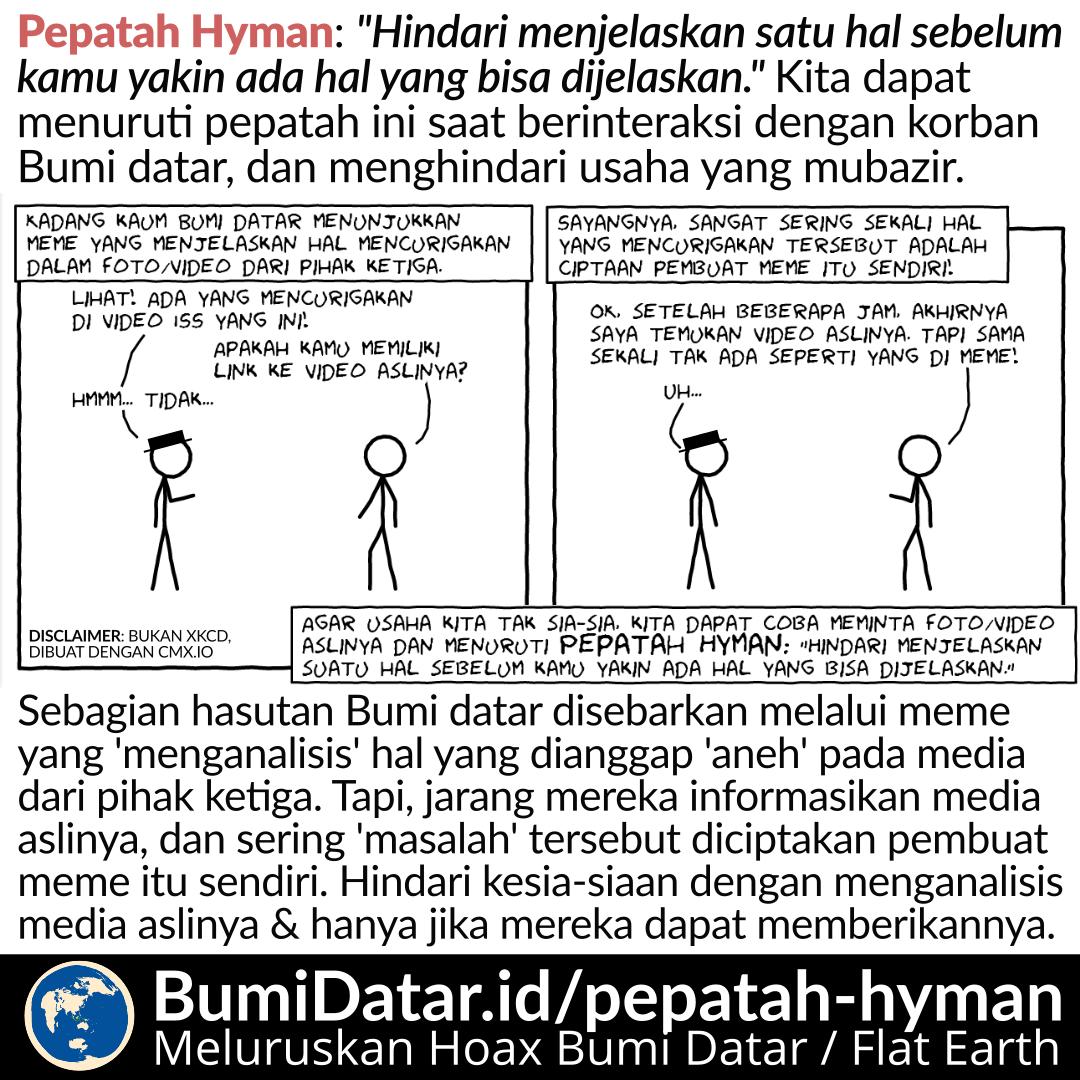 Pepatah Hyman: "Hindari menjelaskan satu hal sebelum
kamu yakin ada hal yang bisa dijelaskan." Kita dapat
menuruti pepatah ini saat berinteraksi dengan korban
Bumi datar, dan menghindari usaha yang mubazir.
KADANG KAUM BUMI DATAR MENUNJUKKAN
MEME YANG MENJELASKAN HAL MENCURIGAKAN
DALAM FOTO/VIDEO DARI PIHAK KETIGA.
LIHAT! ADA YANG MENCURIGAKAN
DI VIDEO ISS YANG INI!
APAKAH KAMU MEMILIKI
LINK KE VIDEO ASLINYA?
HMMM... TIDAK...
DISCLAIMER: BUKAN XKCD,
DIBUAT DENGAN CMX.IO
SAYANGNYA, SANGAT SERING SEKALI HAL
YANG MENCURIGAKAN TERSEBUT ADALAH
CIPTAAN PEMBUAT MEME ITU SENDIRI!
OK, SETELAH BEBERAPA JAM, AKHIRNYA
SAYA TEMUKAN VIDEO ASLINYA. TAPI SAMA
SEKALI TAK ADA SEPERTI YANG DI MEME!
UH...
AGAR USAHA KITA TAK SIA-SIA, KITA DAPAT COBA MEMINTA FOTO/VIDEO
ASLINYA DAN MENURUTI PEPATAH HYMAN: "HINDARI MENJELASKAN
SUATU HAL SEBELUM KAMU YAKIN ADA HAL YANG BISA DIJELASKAN."
Sebagian hasutan Bumi datar disebarkan melalui meme
yang 'menganalisis' hal yang dianggap 'aneh' pada media
dari pihak ketiga. Tapi, jarang mereka informasikan media
aslinya, dan sering 'masalah' tersebut diciptakan pembuat
meme itu sendiri. Hindari kesia-siaan dengan menganalisis
media aslinya & hanya jika mereka dapat memberikannya.
BumiDatar.id/pepatah-hyman
Meluruskan Hoax Bumi Datar / Flat Earth